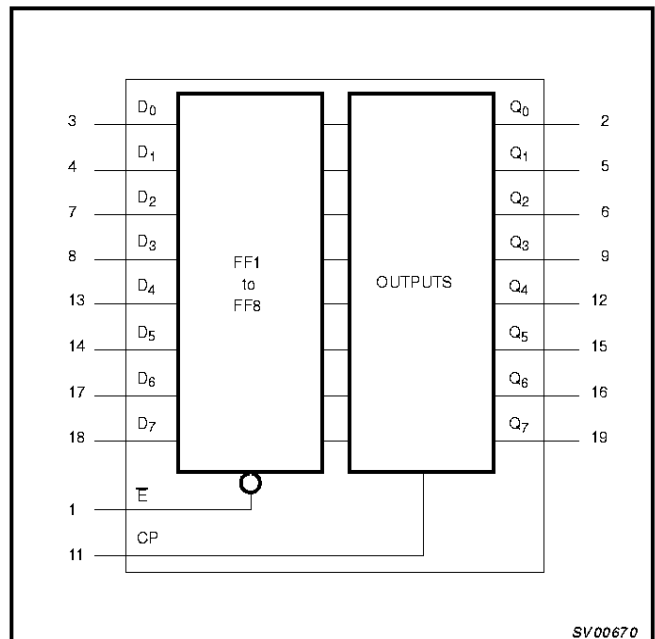 3 D0 Q0 2
4 D1 Q1 5
7 D2 Q2 6
8 D3 Q3 9
FF1
to
FF8
OUTPUTS
13 D4 Q4 12
14 D5 Q5 15
17 D6 Q6 16
18 D7 Q7 19
1 E̅
11 CP
SV00670